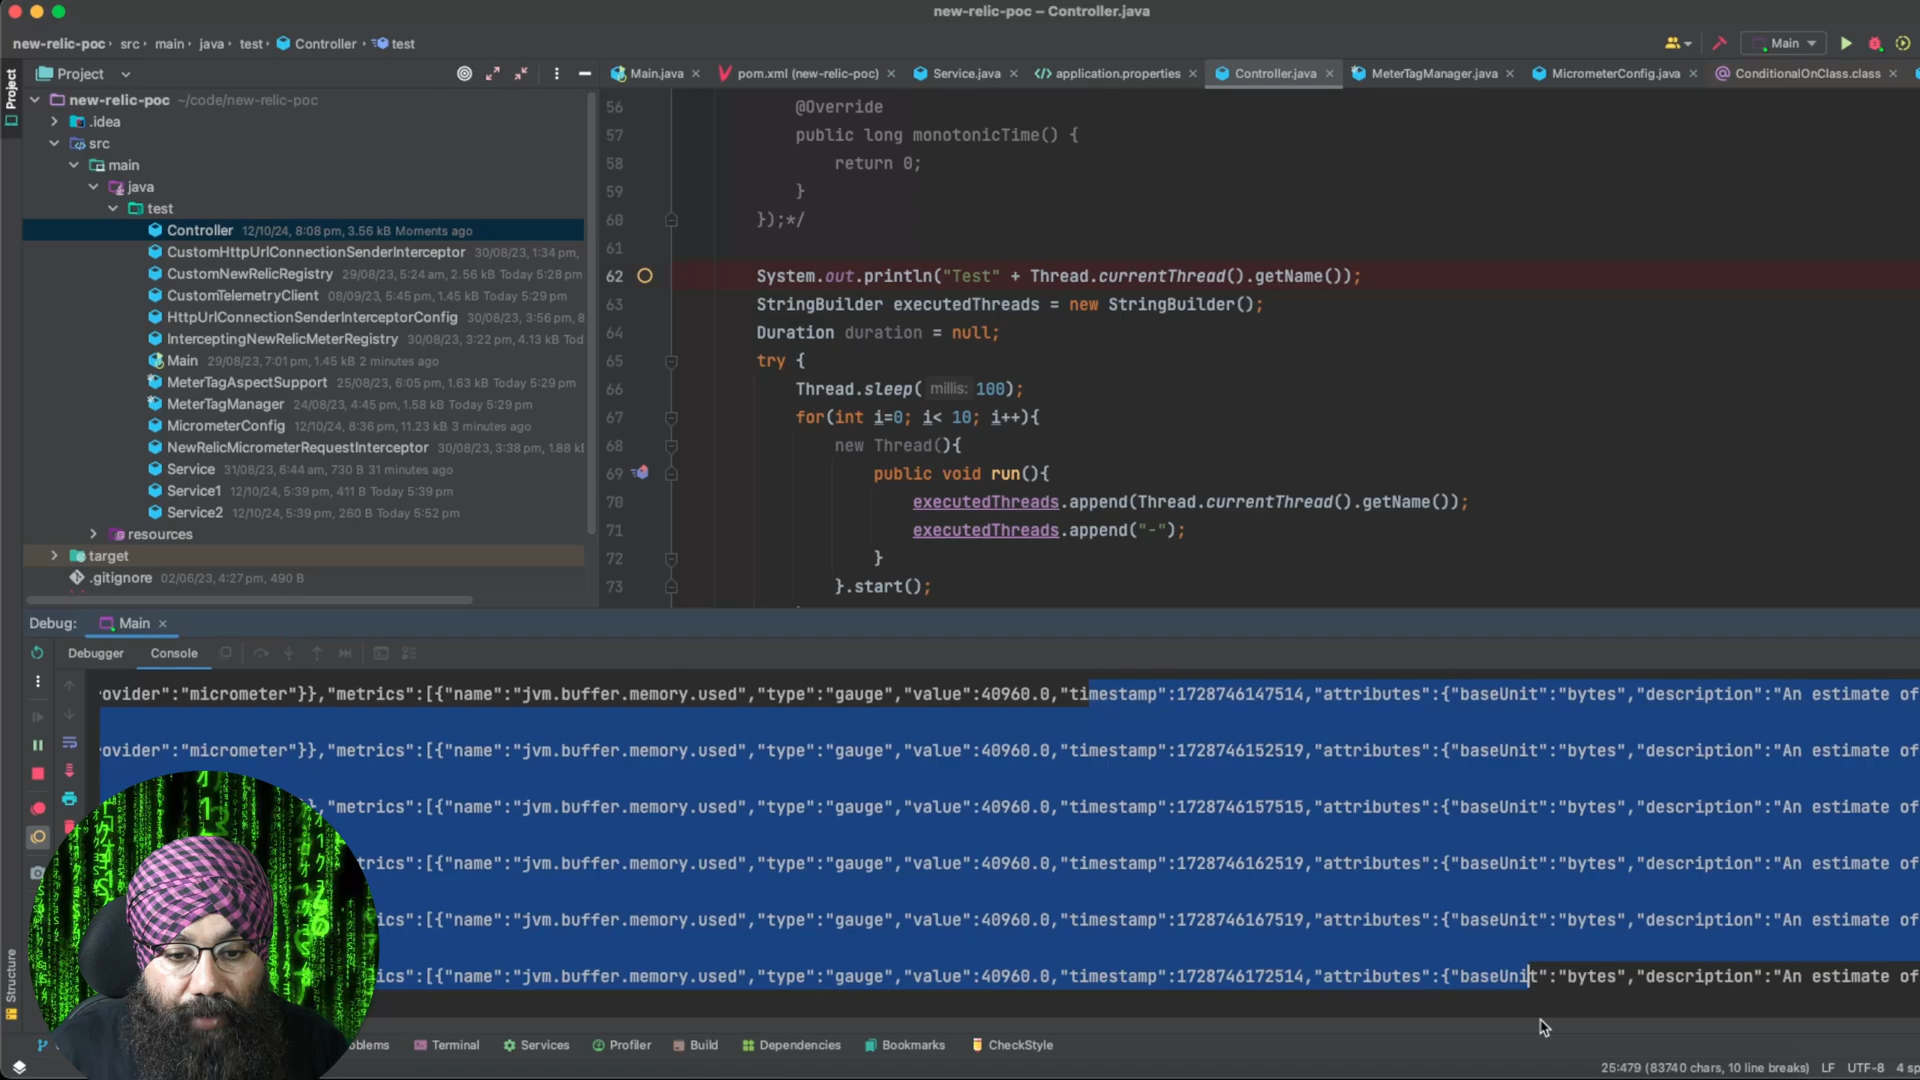 new-relic-poc – Controller.java
new-relic-poc › src › main › java › test › Controller › test
Main
Project
Project
Main.java
pom.xml (new-relic-poc)
Service.java
application.properties
Controller.java
MeterTagManager.java
MicrometerConfig.java
ConditionalOnClass.class
new-relic-poc ~/code/new-relic-poc
.idea
src
main
java
test
Controller 12/10/24, 8:08 pm, 3.56 kB Moments ago
CustomHttpUrlConnectionSenderInterceptor 30/08/23, 1:34 pm,
CustomNewRelicRegistry 29/08/23, 5:24 am, 2.56 kB Today 5:28 pm
CustomTelemetryClient 08/09/23, 5:45 pm, 1.45 kB Today 5:29 pm
HttpUrlConnectionSenderInterceptorConfig 30/08/23, 3:56 pm, 8
InterceptingNewRelicMeterRegistry 30/08/23, 3:22 pm, 4.13 kB Tod
Main 29/08/23, 7:01 pm, 1.45 kB 2 minutes ago
MeterTagAspectSupport 25/08/23, 6:05 pm, 1.63 kB Today 5:29 pm
MeterTagManager 24/08/23, 4:45 pm, 1.58 kB Today 5:29 pm
MicrometerConfig 12/10/24, 8:36 pm, 11.23 kB 3 minutes ago
NewRelicMicrometerRequestInterceptor 30/08/23, 3:38 pm, 1.88 k
Service 31/08/23, 6:44 am, 730 B 31 minutes ago
Service1 12/10/24, 5:39 pm, 411 B Today 5:39 pm
Service2 12/10/24, 5:39 pm, 260 B Today 5:52 pm
resources
target
.gitignore 02/06/23, 4:27 pm, 490 B
56 @Override
57 public long monotonicTime() {
58 return 0;
59 }
60 });*/
61
62 System.out.println("Test" + Thread.currentThread().getName());
63 StringBuilder executedThreads = new StringBuilder();
64 Duration duration = null;
65 try {
66 Thread.sleep( millis: 100);
67 for(int i=0; i< 10; i++){
68 new Thread(){
69 public void run(){
70 executedThreads.append(Thread.currentThread().getName());
71 executedThreads.append("-");
72 }
73 }.start();
Debug: Main
Debugger Console
ovider":"micrometer"}},"metrics":[{"name":"jvm.buffer.memory.used","type":"gauge","value":40960.0,"timestamp":1728746147514,"attributes":{"baseUnit":"bytes","description":"An estimate of
ovider":"micrometer"}},"metrics":[{"name":"jvm.buffer.memory.used","type":"gauge","value":40960.0,"timestamp":1728746152519,"attributes":{"baseUnit":"bytes","description":"An estimate of
,"metrics":[{"name":"jvm.buffer.memory.used","type":"gauge","value":40960.0,"timestamp":1728746157515,"attributes":{"baseUnit":"bytes","description":"An estimate of
trics":[{"name":"jvm.buffer.memory.used","type":"gauge","value":40960.0,"timestamp":1728746162519,"attributes":{"baseUnit":"bytes","description":"An estimate of
ics":[{"name":"jvm.buffer.memory.used","type":"gauge","value":40960.0,"timestamp":1728746167519,"attributes":{"baseUnit":"bytes","description":"An estimate of
ics":[{"name":"jvm.buffer.memory.used","type":"gauge","value":40960.0,"timestamp":1728746172514,"attributes":{"baseUnit":"bytes","description":"An estimate of
Structure
oblems
Terminal
Services
Profiler
Build
Dependencies
Bookmarks
CheckStyle
25:479 (83740 chars, 10 line breaks) LF UTF-8 4 sp